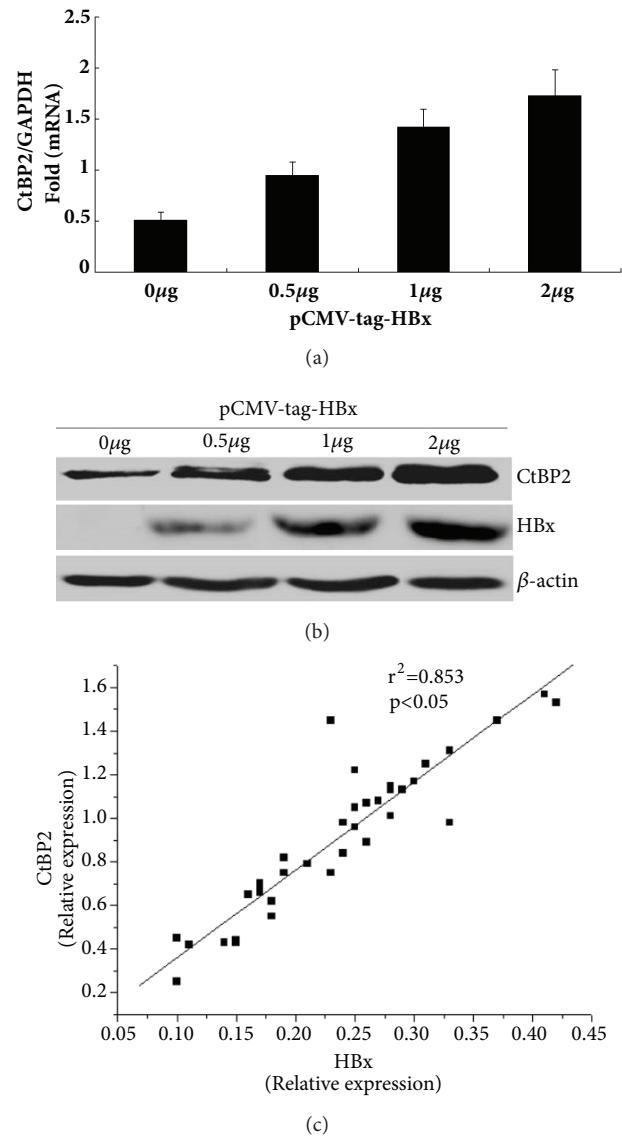 2.5
2
1.5
1
0.5
0
CtBP2/GAPDH
Fold (mRNA)
0μg 0.5μg 1μg 2μg
pCMV-tag-HBx
(a)
pCMV-tag-HBx
0μg 0.5μg 1μg 2μg
CtBP2
HBx
β-actin
(b)
r²=0.853
p<0.05
1.6
1.4
1.2
1.0
0.8
0.6
0.4
0.2
CtBP2
(Relative expression)
0.05 0.10 0.15 0.20 0.25 0.30 0.35 0.40 0.45
HBx
(Relative expression)
(c)